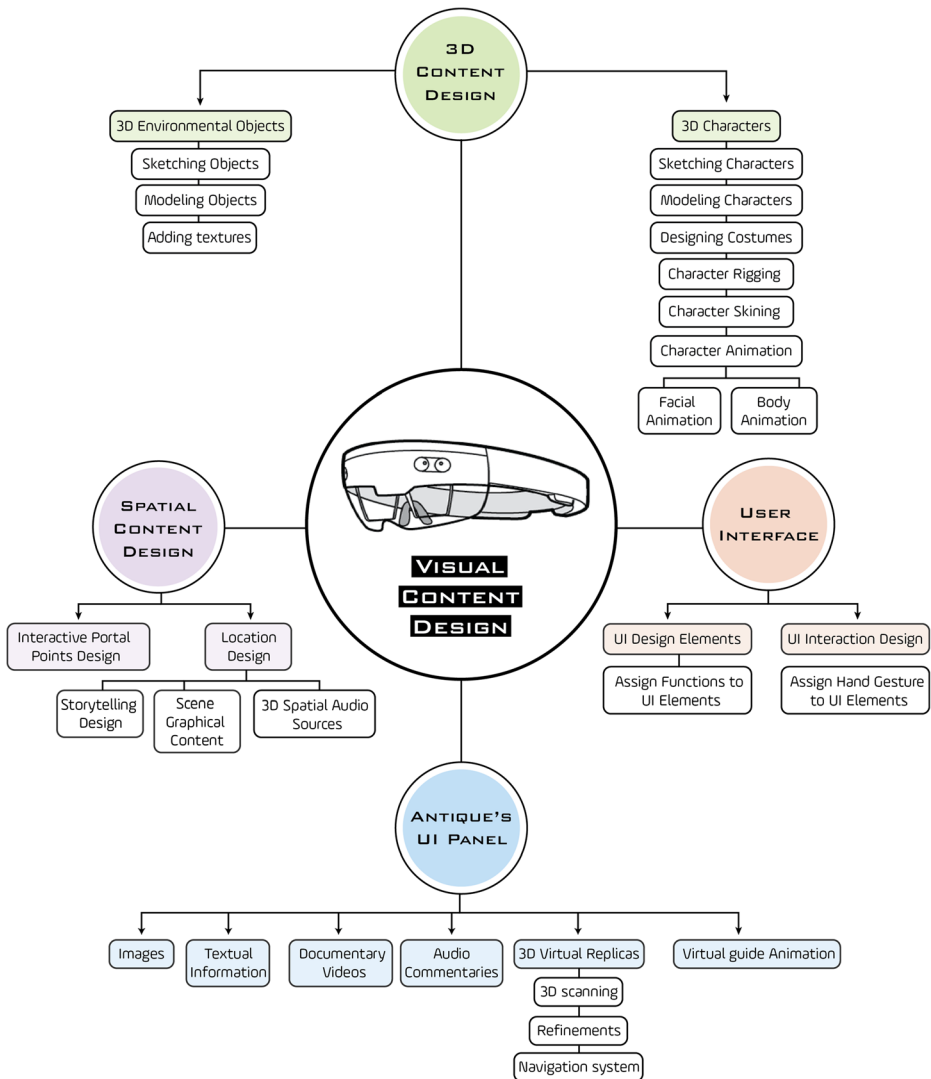 3D
CONTENT
DESIGN
3D Environmental Objects
Sketching Objects
Modeling Objects
Adding textures
3D Characters
Sketching Characters
Modeling Characters
Designing Costumes
Character Rigging
Character Skining
Character Animation
Facial
Animation
Body
Animation
SPATIAL
CONTENT
DESIGN
Interactive Portal
Points Design
Location
Design
Storytelling
Design
Scene
Graphical
Content
3D Spatial Audio
Sources
VISUAL
CONTENT
DESIGN
USER
INTERFACE
UI Design Elements
Assign Functions to
UI Elements
UI Interaction Design
Assign Hand Gesture
to UI Elements
ANTIQUE'S
UI PANEL
Images
Textual
Information
Documentary
Videos
Audio
Commentaries
3D Virtual Replicas
3D scanning
Refinements
Navigation system
Virtual guide Animation